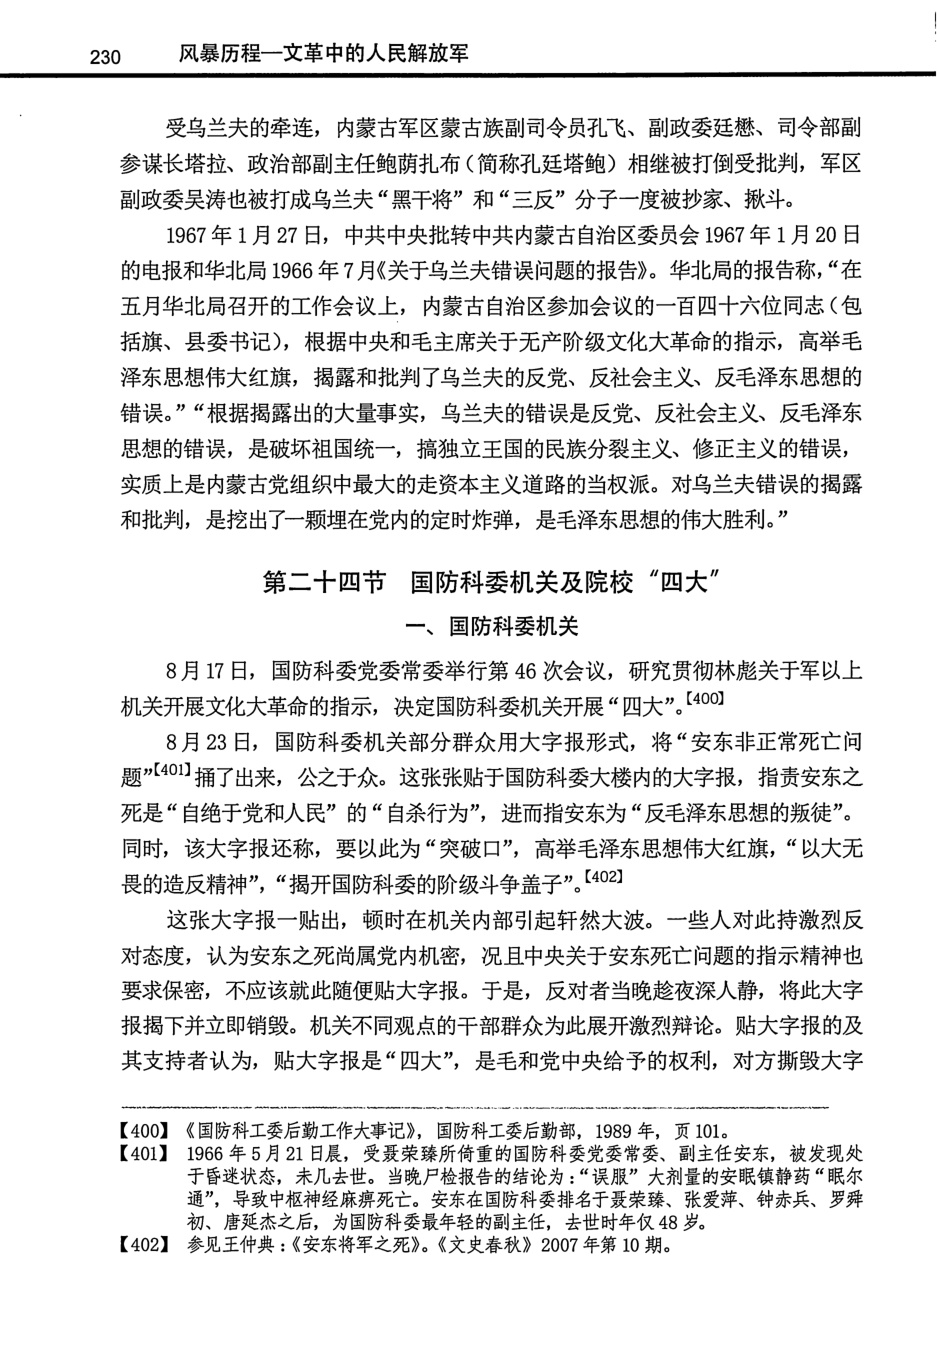 230 风暴历程—文革中的人民解放军
受乌兰夫的牵连，内蒙古军区蒙古族副司令员孔飞、副政委廷懋、司令部副
参谋长塔拉、政治部副主任鲍荫扎布（简称孔廷塔鲍）相继被打倒受批判，军区
副政委吴涛也被打成乌兰夫“黑干将”和“三反”分子一度被抄家、揪斗。
1967年1月27日，中共中央批转中共内蒙古自治区委员会1967年1月20日
的电报和华北局1966年7月《关于乌兰夫错误问题的报告》。华北局的报告称，“在
五月华北局召开的工作会议上，内蒙古自治区参加会议的一百四十六位同志（包
括旗、县委书记），根据中央和毛主席关于无产阶级文化大革命的指示，高举毛
泽东思想伟大红旗，揭露和批判了乌兰夫的反党、反社会主义、反毛泽东思想的
错误。”“根据揭露出的大量事实，乌兰夫的错误是反党、反社会主义、反毛泽东
思想的错误，是破坏祖国统一，搞独立王国的民族分裂主义、修正主义的错误，
实质上是内蒙古党组织中最大的走资本主义道路的当权派。对乌兰夫错误的揭露
和批判，是挖出了一颗埋在党内的定时炸弹，是毛泽东思想的伟大胜利。”
第二十四节 国防科委机关及院校“四大”
一、国防科委机关
8月17日，国防科委党委常委举行第46次会议，研究贯彻林彪关于军以上
机关开展文化大革命的指示，决定国防科委机关开展“四大”。【400】
8月23日，国防科委机关部分群众用大字报形式，将“安东非正常死亡问
题”【401】捅了出来，公之于众。这张张贴于国防科委大楼内的大字报，指责安东之
死是“自绝于党和人民”的“自杀行为”，进而指安东为“反毛泽东思想的叛徒”。
同时，该大字报还称，要以此为“突破口”，高举毛泽东思想伟大红旗，“以大无
畏的造反精神”，“揭开国防科委的阶级斗争盖子”。【402】
这张大字报一贴出，顿时在机关内部引起轩然大波。一些人对此持激烈反
对态度，认为安东之死尚属党内机密，况且中央关于安东死亡问题的指示精神也
要求保密，不应该就此随便贴大字报。于是，反对者当晚趁夜深人静，将此大字
报揭下并立即销毁。机关不同观点的干部群众为此展开激烈辩论。贴大字报的及
其支持者认为，贴大字报是“四大”，是毛和党中央给予的权利，对方撕毁大字
【400】《国防科工委后勤工作大事记》，国防科工委后勤部，1989年，页101。
【401】 1966年5月21日晨，受聂荣臻所倚重的国防科委党委常委、副主任安东，被发现处
于昏迷状态，未几去世。当晚尸检报告的结论为：“误服”大剂量的安眠镇静药“眠尔
通”，导致中枢神经麻痹死亡。安东在国防科委排名于聂荣臻、张爱萍、钟赤兵、罗舜
初、唐延杰之后，为国防科委最年轻的副主任，去世时年仅48岁。
【402】 参见王仲典：《安东将军之死》。《文史春秋》2007年第10期。